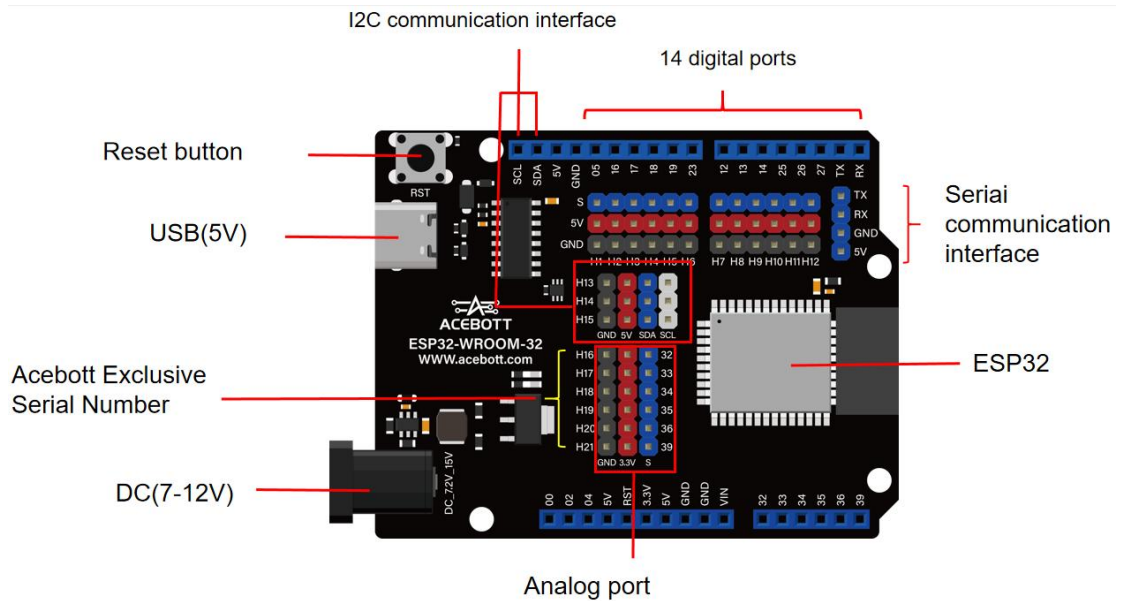 I2C communication interface
14 digital ports
Reset button
USB(5V)
Acebott Exclusive
Serial Number
DC(7-12V)
Seriai
communication
interface
ESP32
Analog port
RST
SCL SDA 5V GND 05 16 17 18 19 23 12 13 14 25 26 27 TX RX
S
5V
GND
H1 H2 H3 H4 H5 H6 H7 H8 H9 H10 H11 H12
TX
RX
GND
5V
H13
H14
H15
GND 5V SDA SCL
ACEBOTT
ESP32-WROOM-32
WWW.acebott.com
H16 32
H17 33
H18 34
H19 35
H20 36
H21 39
GND 3.3V S
DC_7.2V_15V
00 02 04 5V RST 3.3V 5V GND GND VIN 32 33 34 35 36 39